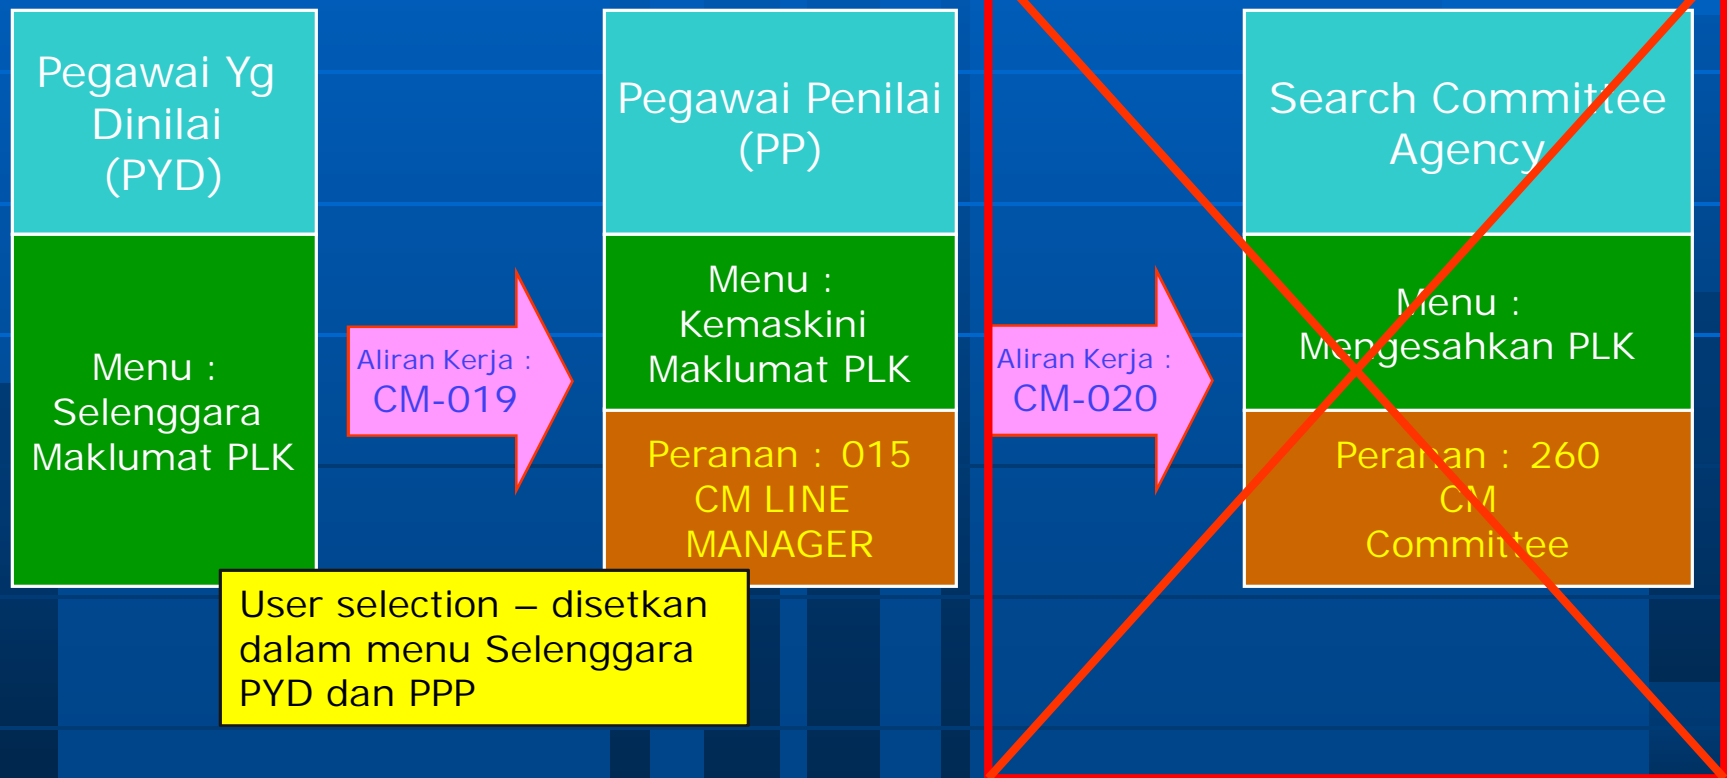 Pegawai Yg
Dinilai
(PYD)
Menu :
Selenggara
Maklumat PLK
Aliran Kerja :
CM-019
Pegawai Penilai
(PP)
Menu :
Kemaskini
Maklumat PLK
Peranan : 015
CM LINE
MANAGER
User selection – disetkan
dalam menu Selenggara
PYD dan PPP
Aliran Kerja :
CM-020
Search Committee
Agency
Menu :
Mengesahkan PLK
Peranan : 260
CM
Committee